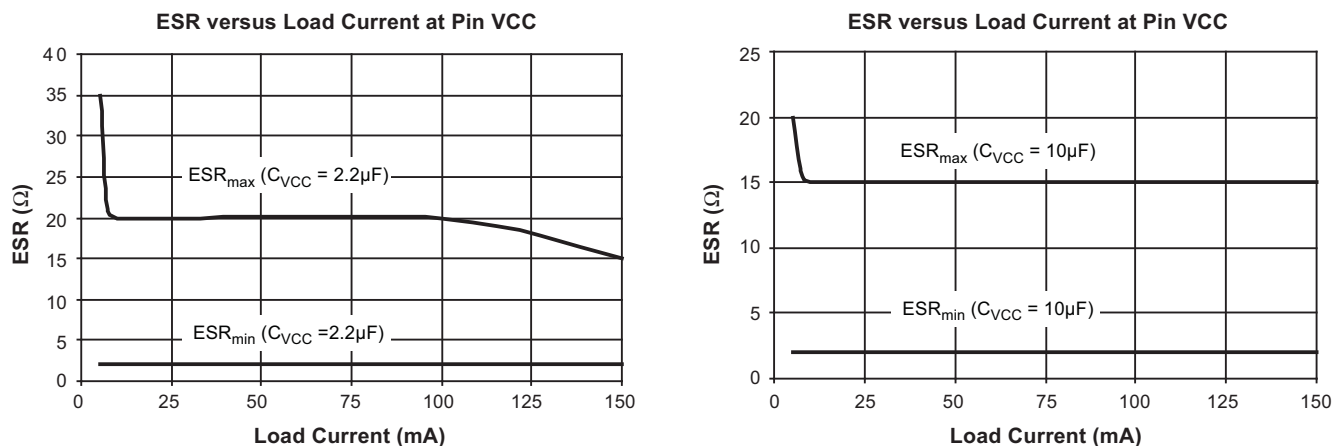 ESR versus Load Current at Pin VCC
40
35
30
25
20
15
10
5
0
ESR (Ω)
ESRmax (CVCC = 2.2µF)
ESRmin (CVCC =2.2µF)
0 25 50 75 100 125 150
Load Current (mA)
ESR versus Load Current at Pin VCC
25
20
15
10
5
0
ESR (Ω)
ESRmax (CVCC = 10µF)
ESRmin (CVCC = 10µF)
0 25 50 75 100 125 150
Load Current (mA)